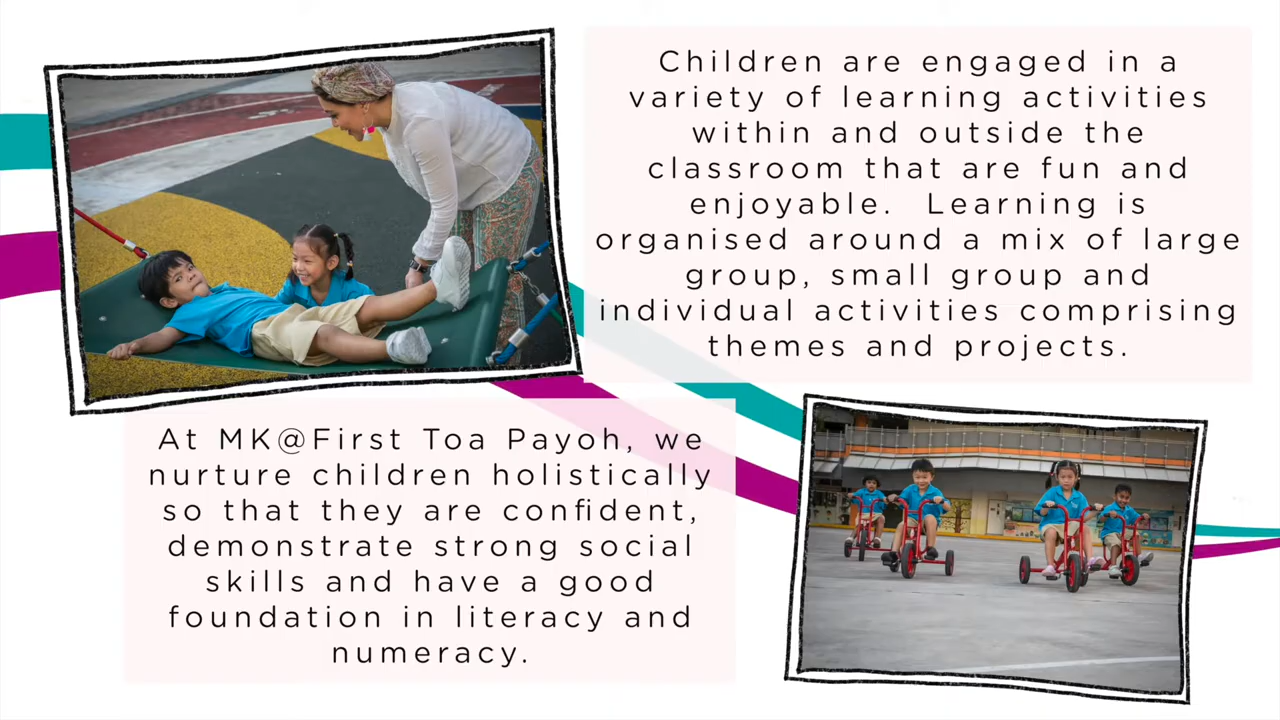 Children are engaged in a
variety of learning activities
within and outside the
classroom that are fun and
enjoyable.  Learning is
organised around a mix of large
group, small group and
individual activities comprising
themes and projects.
At MK@First Toa Payoh, we
nurture children holistically
so that they are confident,
demonstrate strong social
skills and have a good
foundation in literacy and
numeracy.